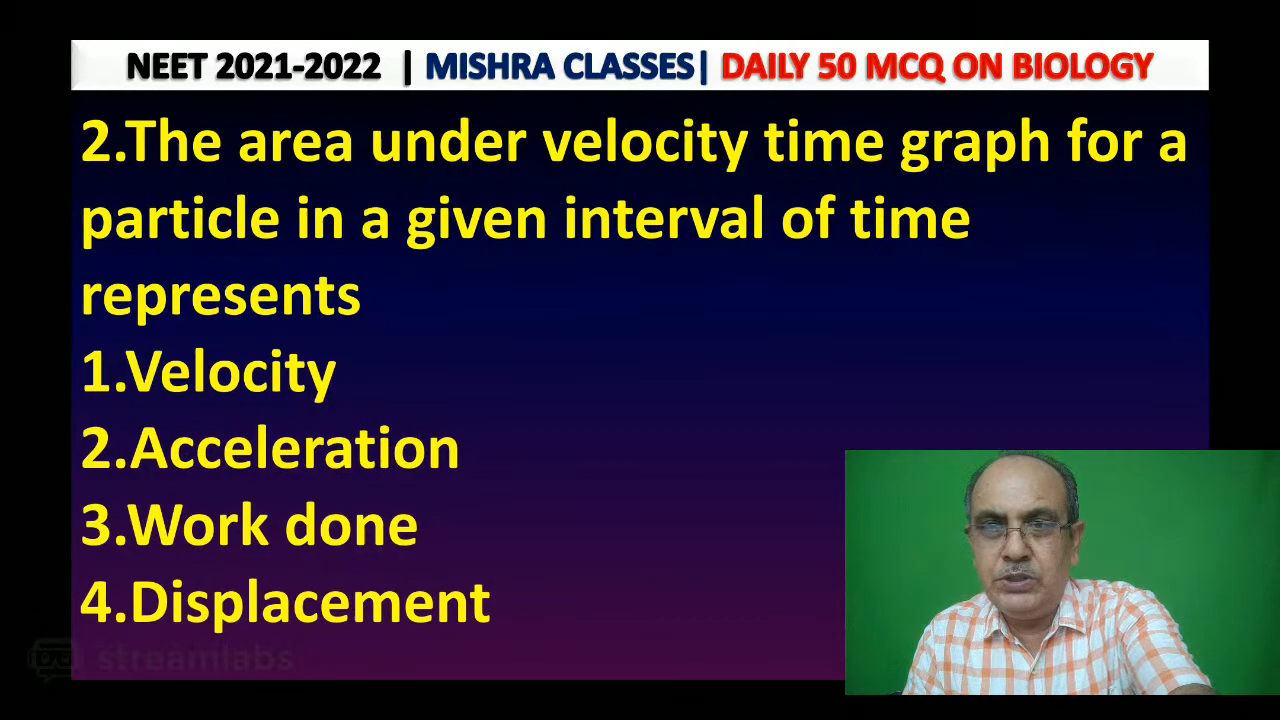 NEET 2021-2022 | MISHRA CLASSES| DAILY 50 MCQ ON BIOLOGY
2.The area under velocity time graph for a
particle in a given interval of time
represents
1.Velocity
2.Acceleration
3.Work done
4.Displacement
streamlabs